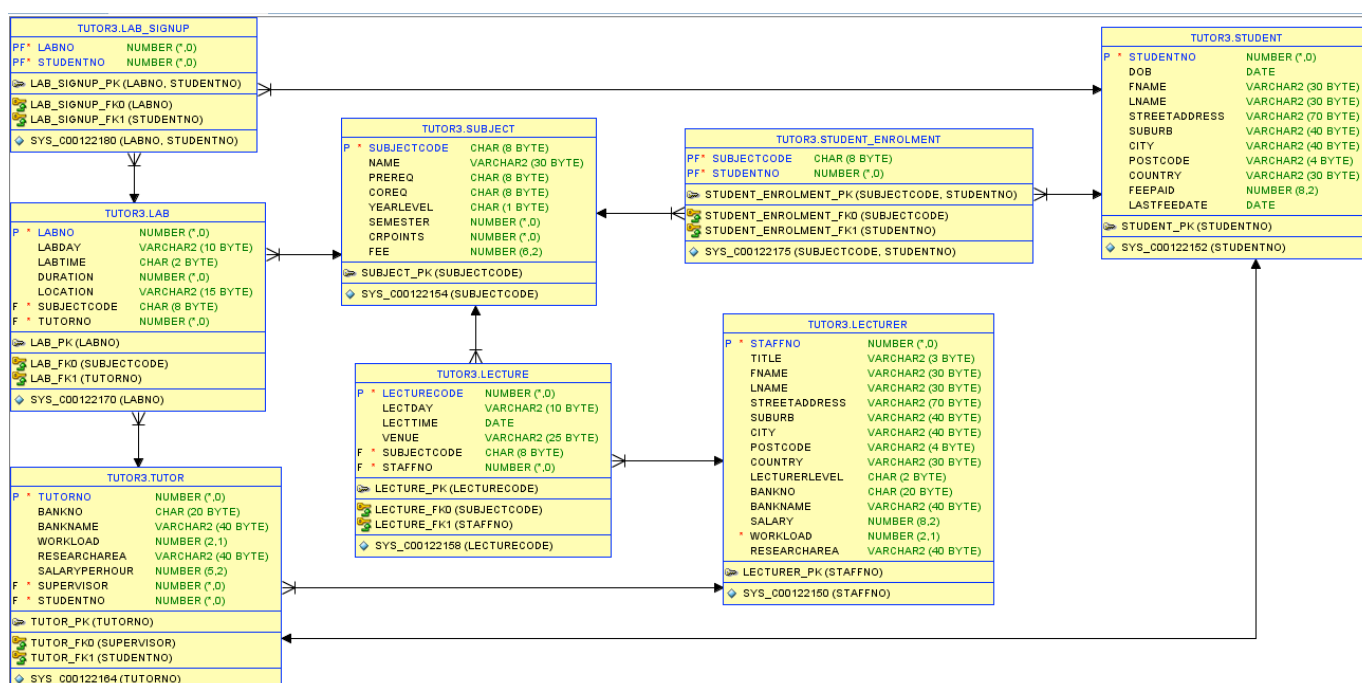 TUTOR3.LAB_SIGNUP
PF* LABNO NUMBER (*,0)
PF* STUDENTNO NUMBER (*,0)
LAB_SIGNUP_PK (LABNO, STUDENTNO)
LAB_SIGNUP_FK0 (LABNO)
LAB_SIGNUP_FK1 (STUDENTNO)
SYS_C00122180 (LABNO, STUDENTNO)
TUTOR3.STUDENT
P * STUDENTNO NUMBER (*,0)
DOB DATE
FNAME VARCHAR2 (30 BYTE)
LNAME VARCHAR2 (30 BYTE)
STREETADDRESS VARCHAR2 (70 BYTE)
SUBURB VARCHAR2 (40 BYTE)
CITY VARCHAR2 (40 BYTE)
POSTCODE VARCHAR2 (4 BYTE)
COUNTRY VARCHAR2 (30 BYTE)
FEEPAID NUMBER (8,2)
LASTFEEDATE DATE
STUDENT_PK (STUDENTNO)
SYS_C00122152 (STUDENTNO)
TUTOR3.SUBJECT
P * SUBJECTCODE CHAR (8 BYTE)
NAME VARCHAR2 (30 BYTE)
PREREQ CHAR (8 BYTE)
COREQ CHAR (8 BYTE)
YEARLEVEL CHAR (1 BYTE)
SEMESTER NUMBER (*,0)
CRPOINTS NUMBER (*,0)
FEE NUMBER (6,2)
SUBJECT_PK (SUBJECTCODE)
SYS_C00122154 (SUBJECTCODE)
TUTOR3.STUDENT_ENROLMENT
PF* SUBJECTCODE CHAR (8 BYTE)
PF* STUDENTNO NUMBER (*,0)
STUDENT_ENROLMENT_PK (SUBJECTCODE, STUDENTNO)
STUDENT_ENROLMENT_FK0 (SUBJECTCODE)
STUDENT_ENROLMENT_FK1 (STUDENTNO)
SYS_C00122175 (SUBJECTCODE, STUDENTNO)
TUTOR3.LAB
P * LABNO NUMBER (*,0)
LABDAY VARCHAR2 (10 BYTE)
LABTIME CHAR (2 BYTE)
DURATION NUMBER (*,0)
LOCATION VARCHAR2 (15 BYTE)
F * SUBJECTCODE CHAR (8 BYTE)
F * TUTORNO NUMBER (*,0)
LAB_PK (LABNO)
LAB_FK0 (SUBJECTCODE)
LAB_FK1 (TUTORNO)
SYS_C00122170 (LABNO)
TUTOR3.LECTURE
P * LECTURECODE NUMBER (*,0)
LECTDAY VARCHAR2 (10 BYTE)
LECTTIME DATE
VENUE VARCHAR2 (25 BYTE)
F * SUBJECTCODE CHAR (8 BYTE)
F * STAFFNO NUMBER (*,0)
LECTURE_PK (LECTURECODE)
LECTURE_FK0 (SUBJECTCODE)
LECTURE_FK1 (STAFFNO)
SYS_C00122158 (LECTURECODE)
TUTOR3.LECTURER
P * STAFFNO NUMBER (*,0)
TITLE VARCHAR2 (3 BYTE)
FNAME VARCHAR2 (30 BYTE)
LNAME VARCHAR2 (30 BYTE)
STREETADDRESS VARCHAR2 (70 BYTE)
SUBURB VARCHAR2 (40 BYTE)
CITY VARCHAR2 (40 BYTE)
POSTCODE VARCHAR2 (4 BYTE)
COUNTRY VARCHAR2 (30 BYTE)
LECTURERLEVEL CHAR (2 BYTE)
BANKNO CHAR (20 BYTE)
BANKNAME VARCHAR2 (40 BYTE)
SALARY NUMBER (8,2)
* WORKLOAD NUMBER (2,1)
RESEARCHAREA VARCHAR2 (40 BYTE)
LECTURER_PK (STAFFNO)
SYS_C00122150 (STAFFNO)
TUTOR3.TUTOR
P * TUTORNO NUMBER (*,0)
BANKNO CHAR (20 BYTE)
BANKNAME VARCHAR2 (40 BYTE)
WORKLOAD NUMBER (2,1)
RESEARCHAREA VARCHAR2 (40 BYTE)
SALARYPERHOUR NUMBER (5,2)
F * SUPERVISOR NUMBER (*,0)
F * STUDENTNO NUMBER (*,0)
TUTOR_PK (TUTORNO)
TUTOR_FK0 (SUPERVISOR)
TUTOR_FK1 (STUDENTNO)
SYS_C00122164 (TUTORNO)